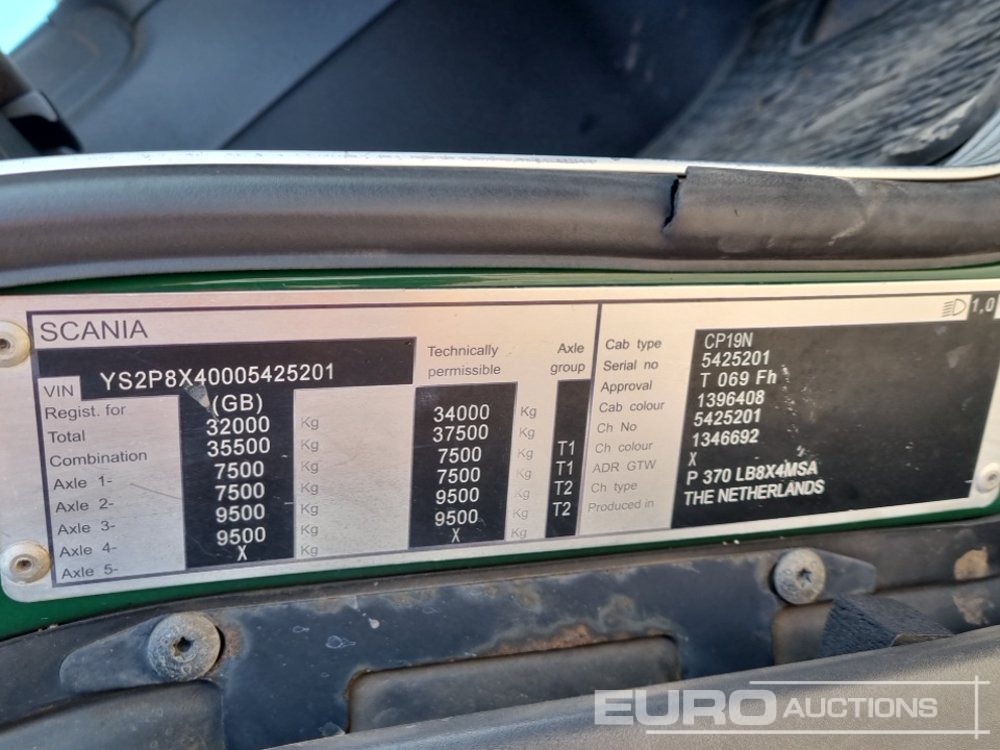 SCANIA
VIN YS2P8X40005425201
Technically permissible
Axle group
Regist. for (GB)
Total 32000 Kg 34000 Kg
Combination 35500 37500 Kg
Axle 1- 7500 Kg 7500 Kg T1
Axle 2- 7500 Kg 7500 Kg T1
Axle 3- 9500 Kg 9500 Kg T2
Axle 4- 9500 Kg 9500 Kg T2
Axle 5- X Kg X Kg
1,0
Cab type CP19N
Serial no 5425201
Approval T 069 Fh
Cab colour 1396408
Ch No 5425201
Ch colour 1346692
ADR GTW X
Ch type P 370 LB8X4MSA
Produced in THE NETHERLANDS
EURO AUCTIONS